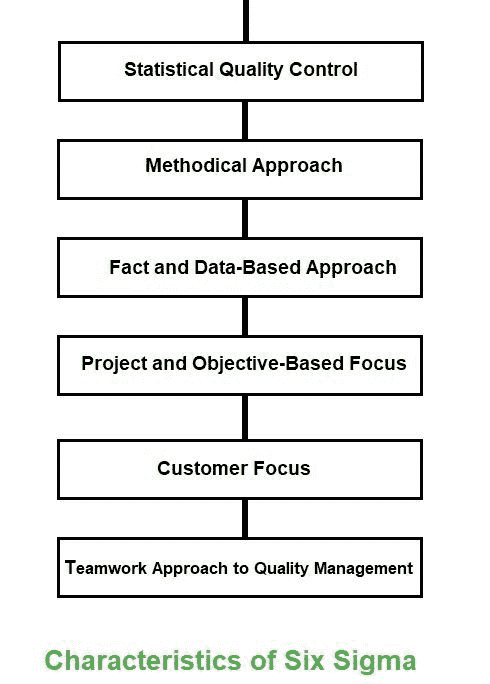 Statistical Quality Control
Methodical Approach
Fact and Data-Based Approach
Project and Objective-Based Focus
Customer Focus
Teamwork Approach to Quality Management
Characteristics of Six Sigma